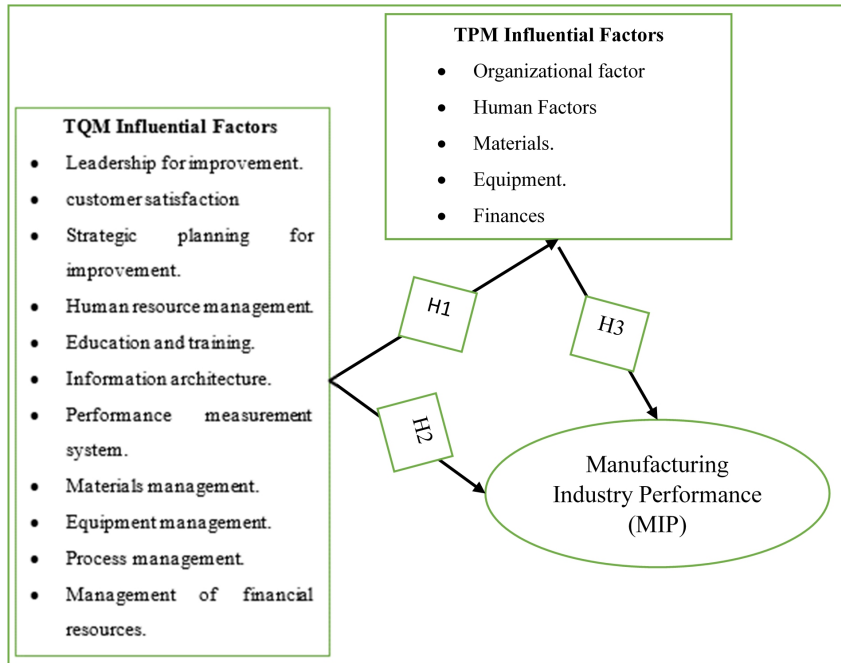 TPM Influential Factors
• Organizational factor
• Human Factors
• Materials.
• Equipment.
• Finances
TQM Influential Factors
• Leadership for improvement.
• customer satisfaction
• Strategic planning for
improvement.
• Human resource management.
• Education and training.
• Information architecture.
• Performance measurement
system.
• Materials management.
• Equipment management.
• Process management.
• Management of financial
resources.
H1
H2
H3
Manufacturing
Industry Performance
(MIP)